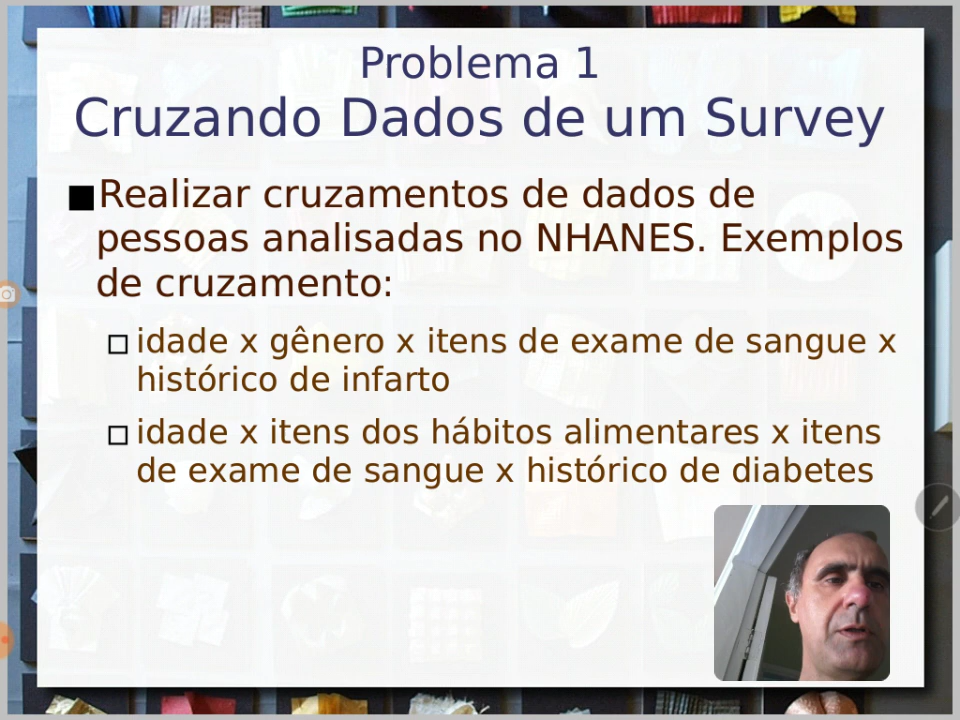 Problema 1
Cruzando Dados de um Survey
Realizar cruzamentos de dados de
pessoas analisadas no NHANES. Exemplos
de cruzamento:
idade x gênero x itens de exame de sangue x
histórico de infarto
idade x itens dos hábitos alimentares x itens
de exame de sangue x histórico de diabetes